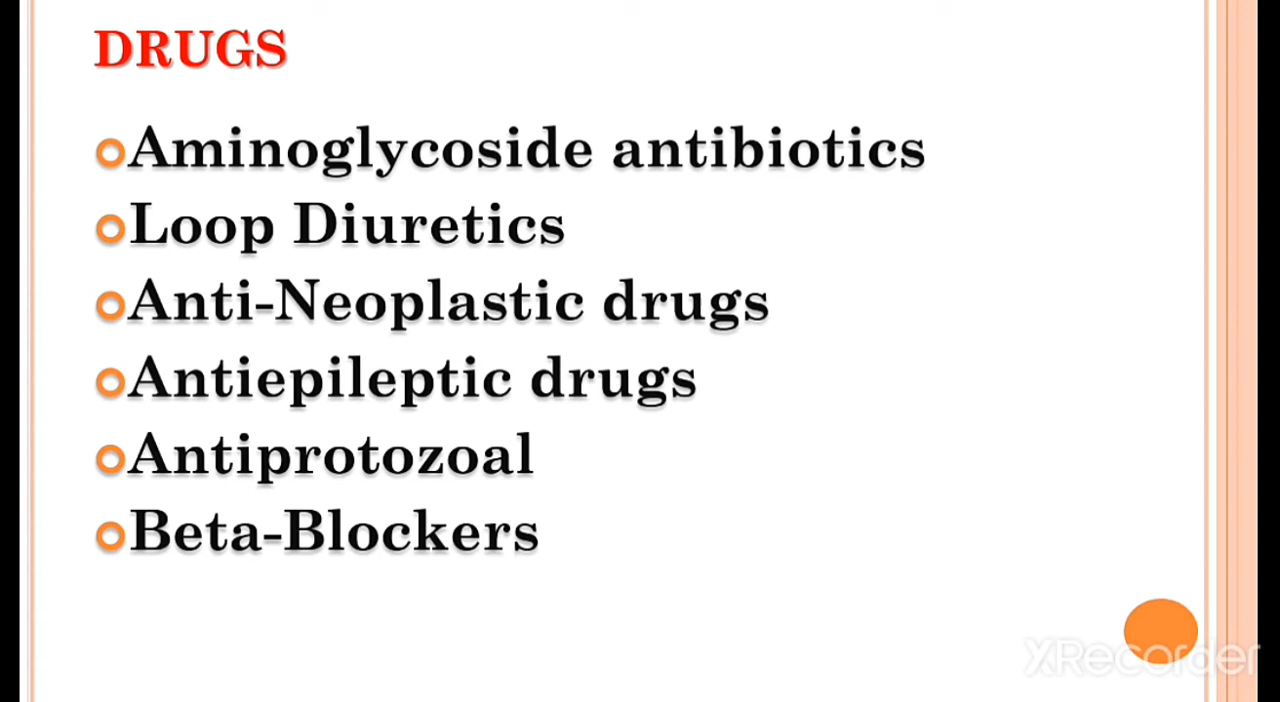 DRUGS
Aminoglycoside antibiotics
Loop Diuretics
Anti-Neoplastic drugs
Antiepileptic drugs
Antiprotozoal
Beta-Blockers
XRecorder